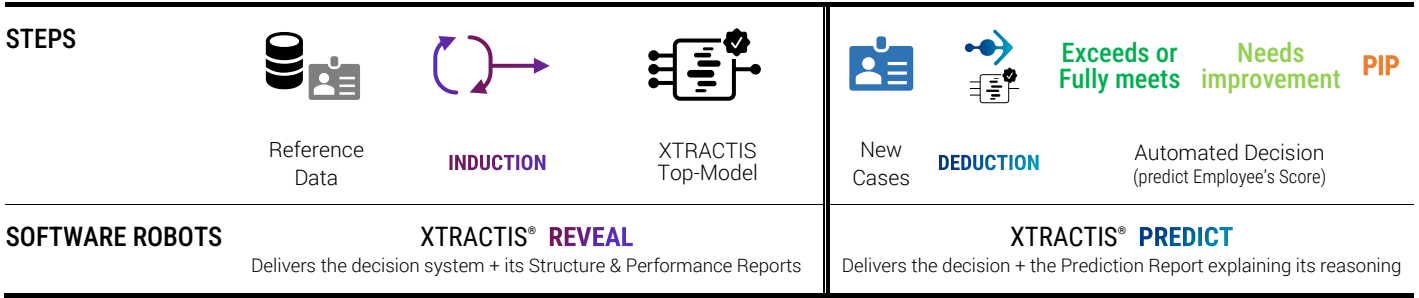 STEPS
Exceeds or
Fully meets
Needs
improvement
PIP
Reference
Data
INDUCTION
XTRACTIS
Top-Model
New
Cases
DEDUCTION
Automated Decision
(predict Employee's Score)
SOFTWARE ROBOTS
XTRACTIS® REVEAL
Delivers the decision system + its Structure & Performance Reports
XTRACTIS® PREDICT
Delivers the decision + the Prediction Report explaining its reasoning